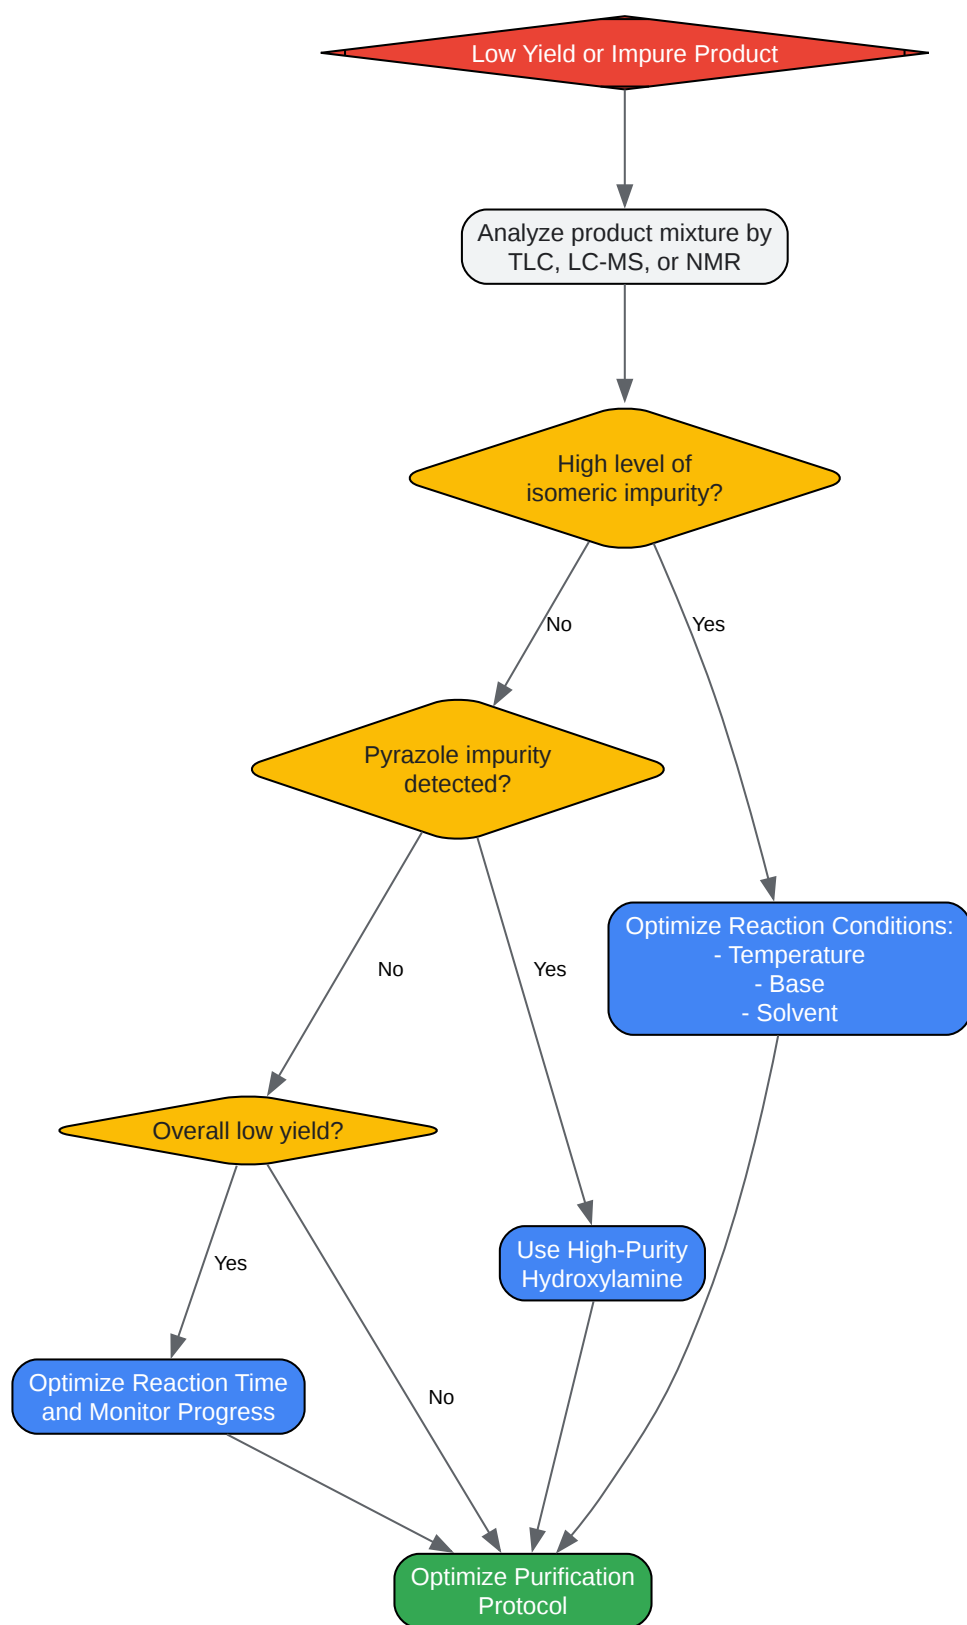 Low Yield or Impure Product
Analyze product mixture by
TLC, LC-MS, or NMR
High level of
isomeric impurity?
No
Yes
Pyrazole impurity
detected?
Optimize Reaction Conditions:
- Temperature
- Base
- Solvent
No
Yes
Overall low yield?
Use High-Purity
Hydroxylamine
Yes
Optimize Reaction Time
and Monitor Progress
No
Optimize Purification
Protocol